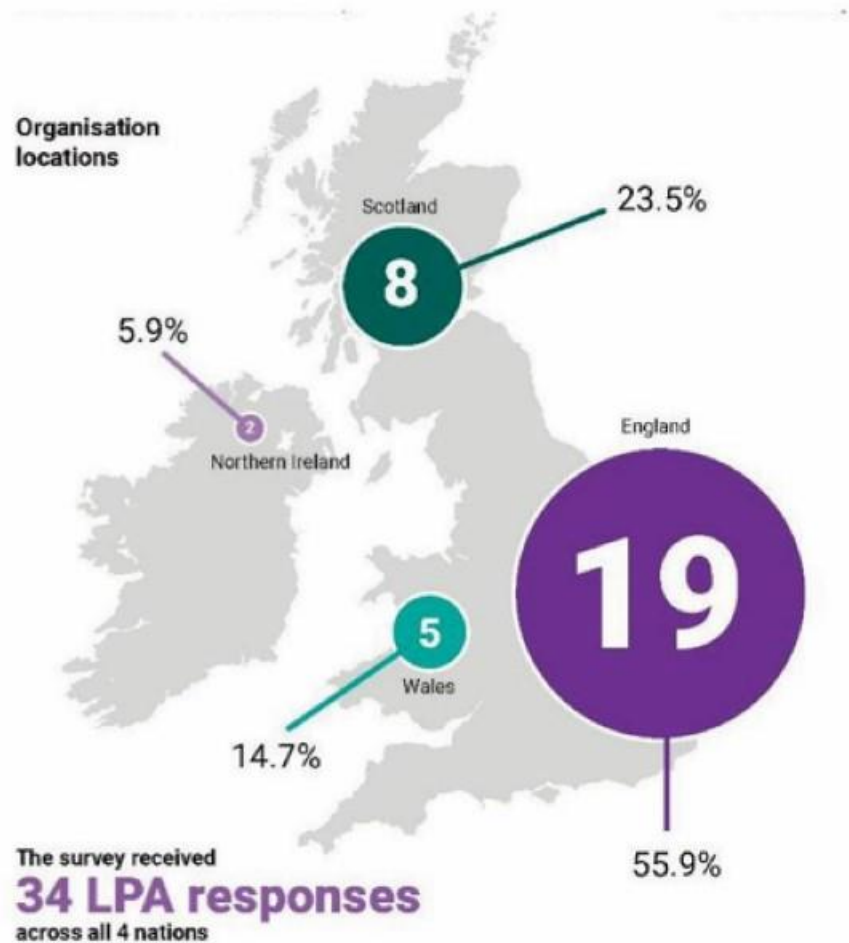 Organisation
locations
Scotland
8
23.5%
5.9%
2
Northern Ireland
England
19
5
Wales
14.7%
55.9%
The survey received
34 LPA responses
across all 4 nations